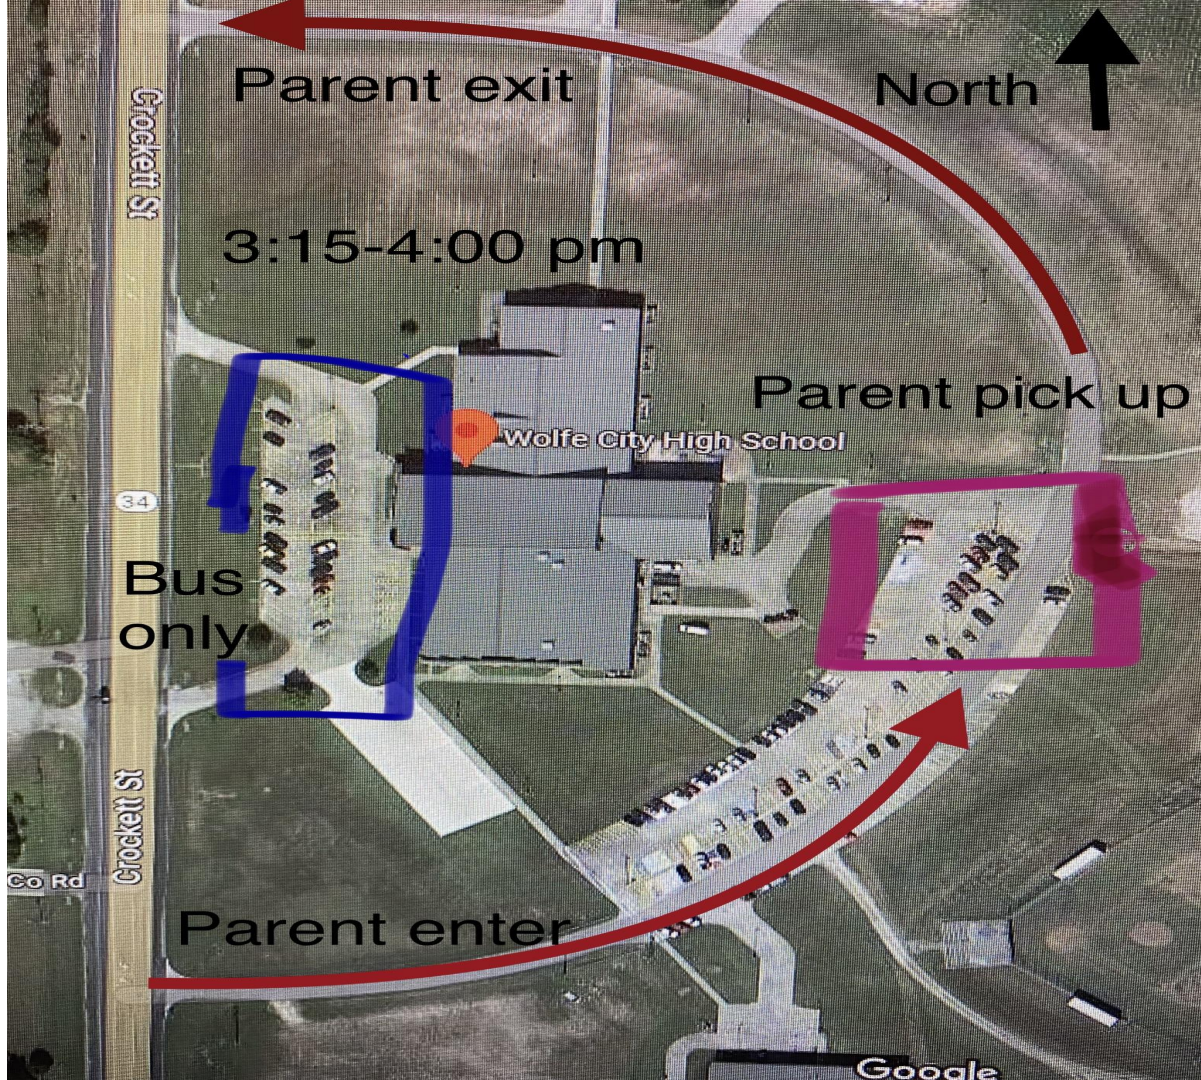 Parent exit
North
Crockett St
3:15-4:00 pm
Parent pick up
Wolfe City High School
34
Bus
only
Crockett St
Co Rd
Parent enter
Google